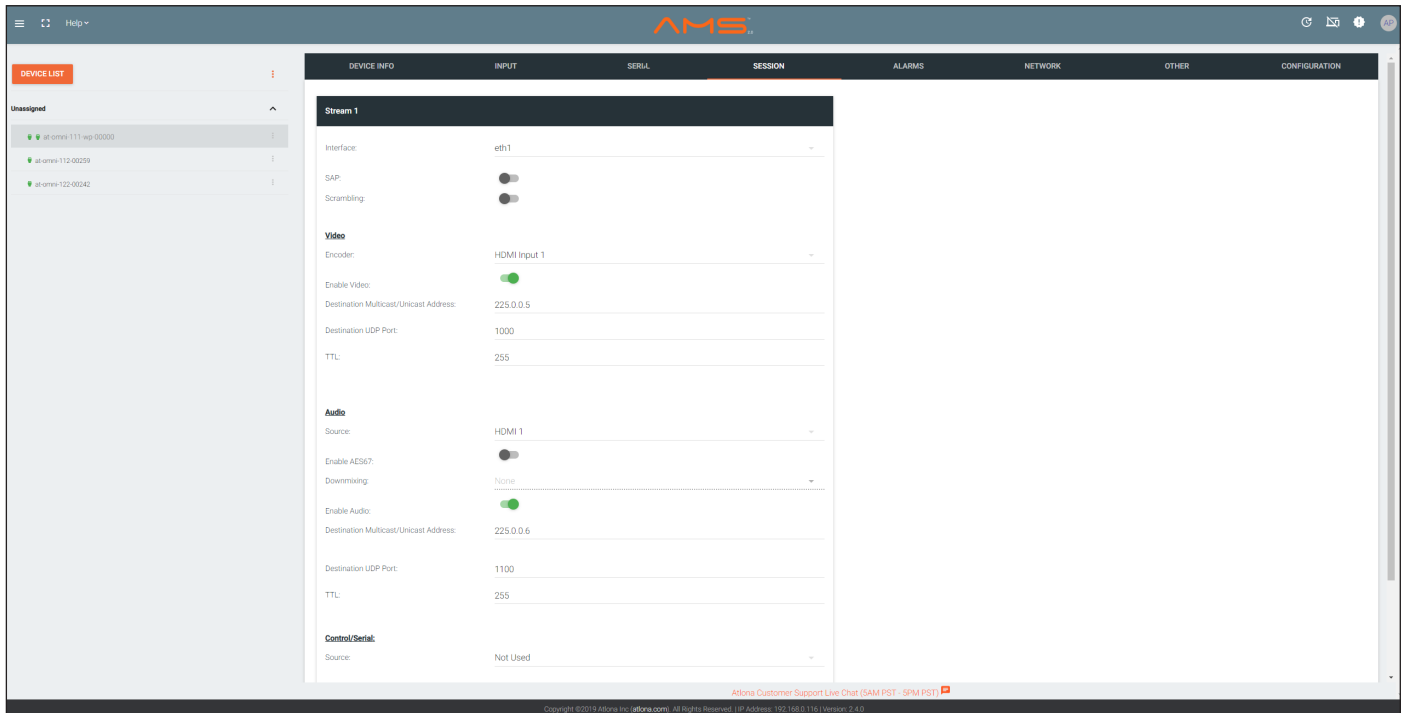 Help
AMS
2.0
AP
DEVICE LIST
Unassigned
at-omni-111-wp-00000
at-omni-112-00259
at-omni-122-00242
DEVICE INFO INPUT SERIAL SESSION ALARMS NETWORK OTHER CONFIGURATION
Stream 1
Interface: eth1
SAP:
Scrambling:
Video
Encoder: HDMI Input 1
Enable Video:
Destination Multicast/Unicast Address: 225.0.0.5
Destination UDP Port: 1000
TTL: 255
Audio
Source: HDMI 1
Enable AES67:
Downmixing: None
Enable Audio:
Destination Multicast/Unicast Address: 225.0.0.6
Destination UDP Port: 1100
TTL: 255
Control/Serial:
Source: Not Used
Atlona Customer Support Live Chat (5AM PST - 5PM PST)
Copyright ©2019 Atlona Inc (atlona.com). All Rights Reserved. | IP Address: 192.168.0.116 | Version: 2.4.0